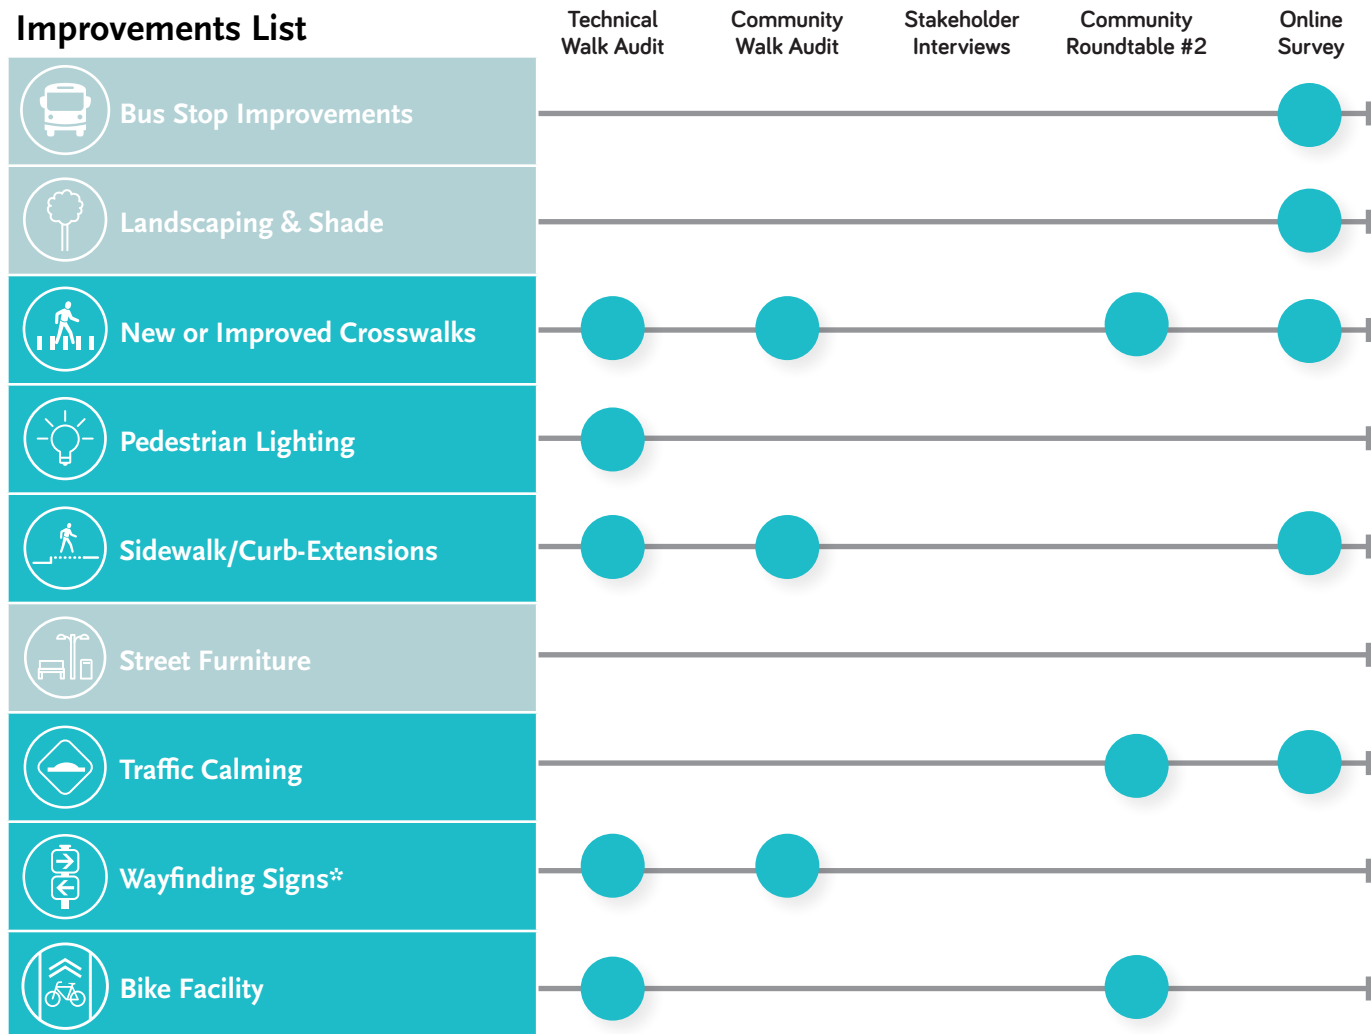 Improvements List
Technical
Walk Audit
Community
Walk Audit
Stakeholder
Interviews
Community
Roundtable #2
Online
Survey
Bus Stop Improvements
Landscaping & Shade
New or Improved Crosswalks
Pedestrian Lighting
Sidewalk/Curb-Extensions
Street Furniture
Traffic Calming
Wayfinding Signs*
Bike Facility